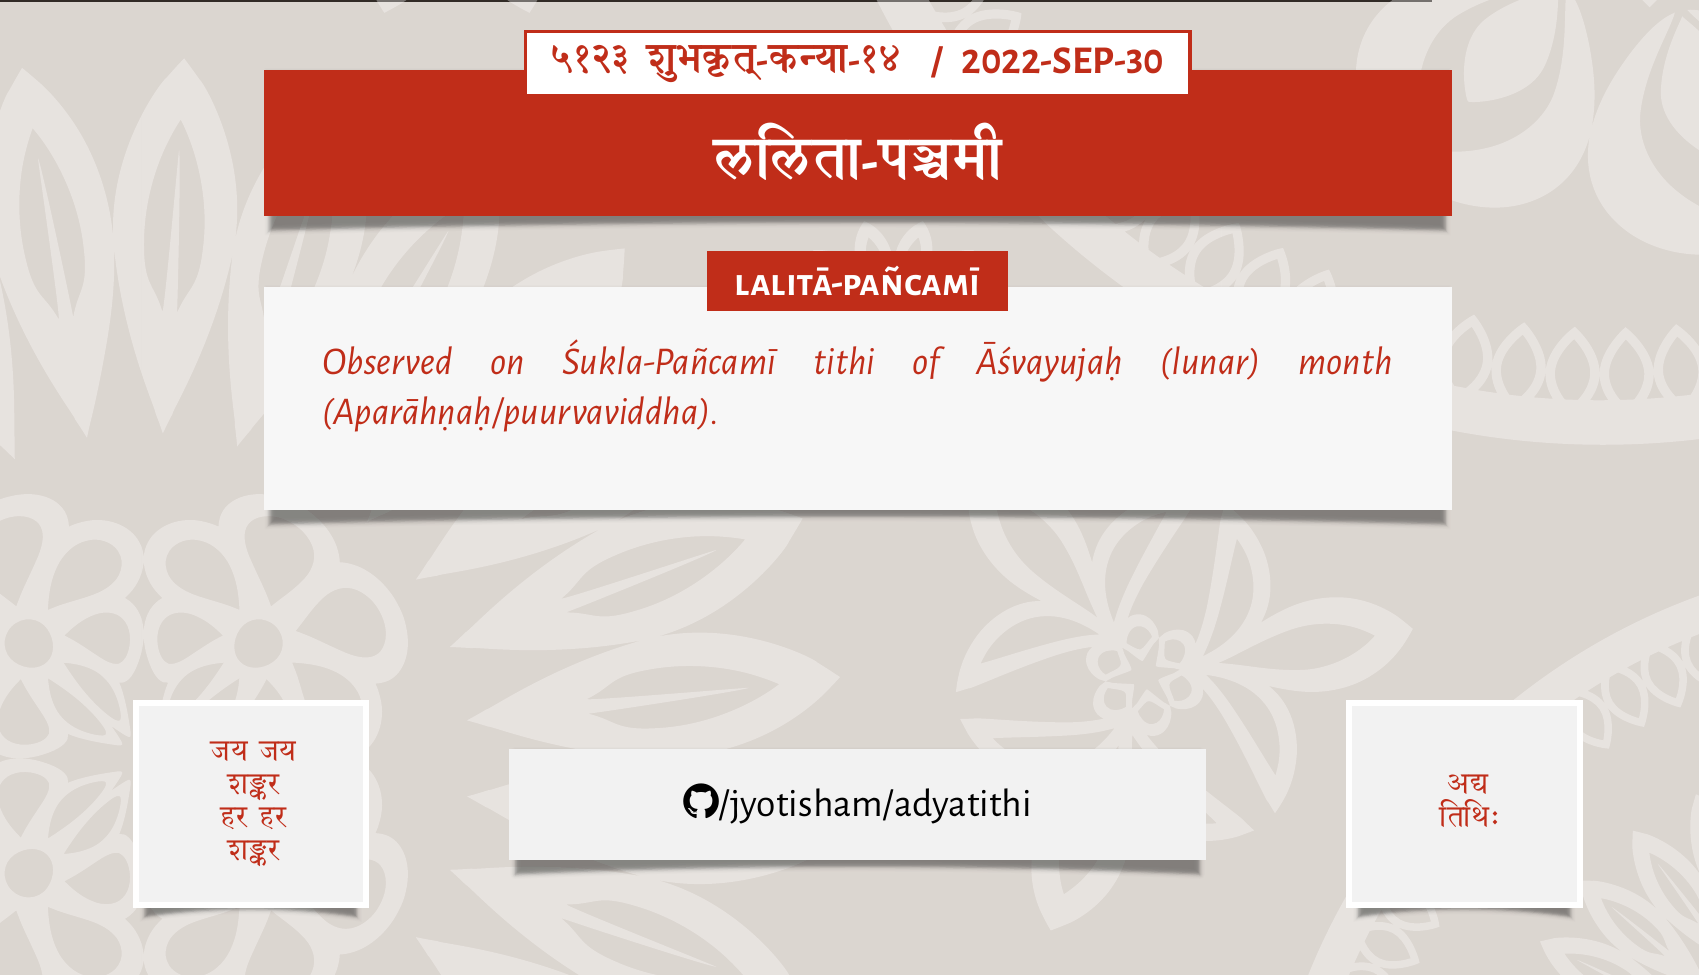 ५१२३ शुभकृत्-कन्या-१४ / 2022-SEP-30
ललिता-पञ्चमी
LALITĀ-PAÑCAMĪ
Observed on Śukla-Pañcamī tithi of Āśvayujaḥ (lunar) month
(Aparāhṇaḥ/puurvaviddha).
जय जय
शङ्कर
हर हर
शङ्कर
/jyotisham/adyatithi
अद्य
तिथिः